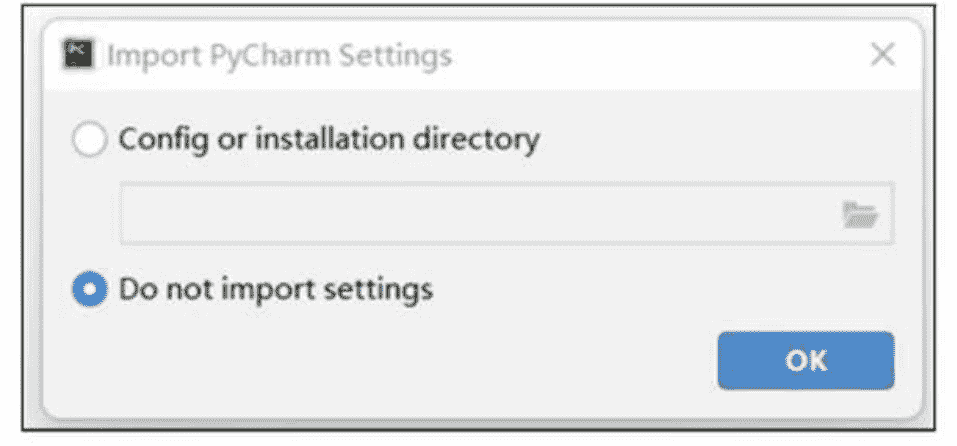 Import PyCharm Settings
Config or installation directory
Do not import settings
OK